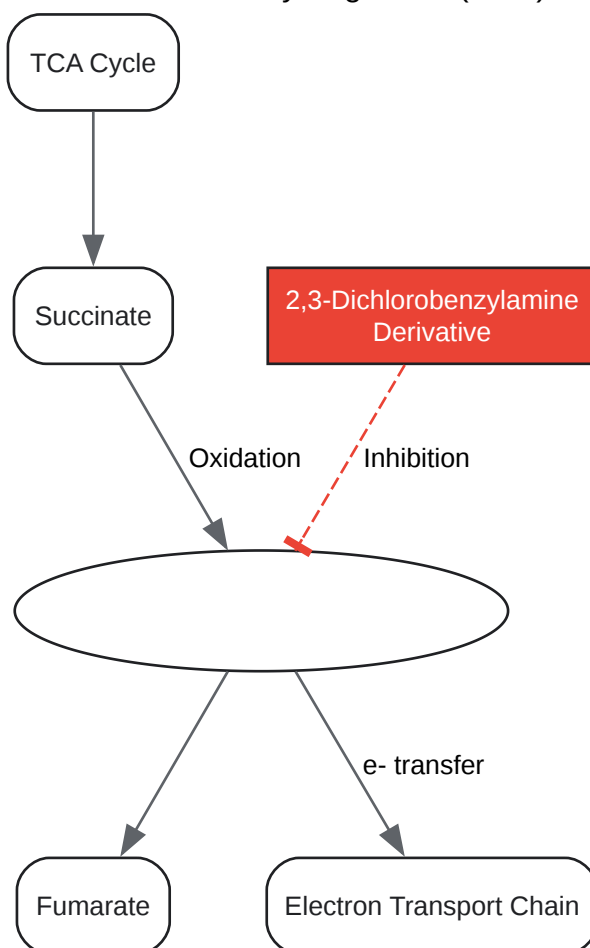 TCA Cycle
Succinate
2,3-Dichlorobenzylamine
Derivative
Oxidation
Inhibition
e- transfer
Fumarate
Electron Transport Chain